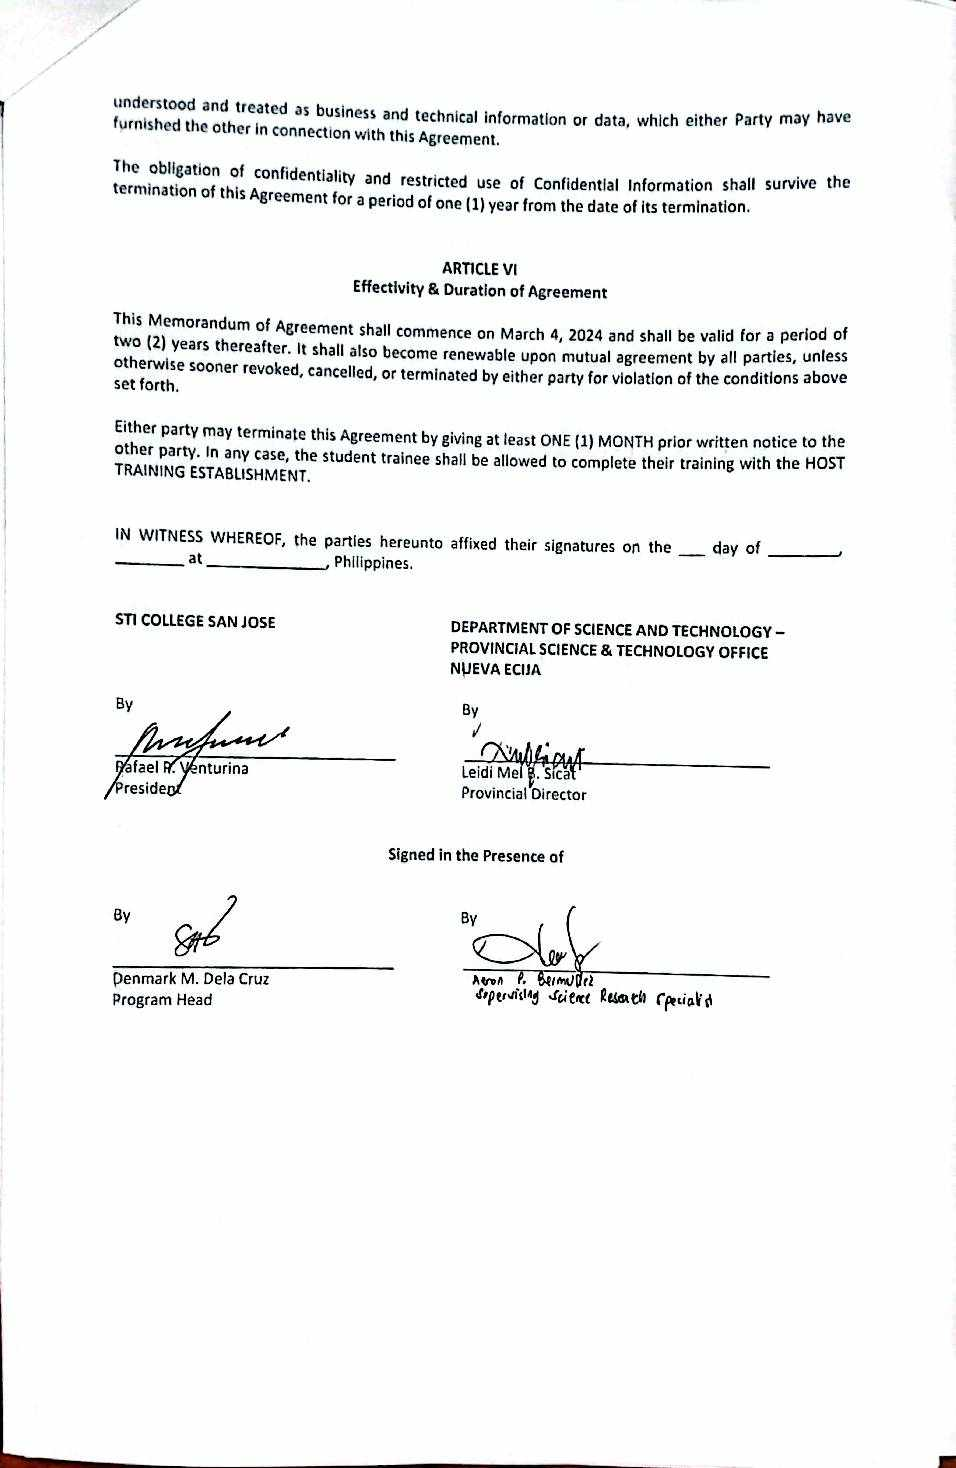 understood and treated as business and technical information or data, which either Party may have
furnished the other in connection with this Agreement.
The obligation of confidentiality and restricted use of Confidential Information shall survive the
termination of this Agreement for a period of one (1) year from the date of its termination.
ARTICLE VI
Effectivity & Duration of Agreement
This Memorandum of Agreement shall commence on March 4, 2024 and shall be valid for a period of
two (2) years thereafter. It shall also become renewable upon mutual agreement by all parties, unless
otherwise sooner revoked, cancelled, or terminated by either party for violation of the conditions above
set forth.
Either party may terminate this Agreement by giving at least ONE (1) MONTH prior written notice to the
other party. In any case, the student trainee shall be allowed to complete their training with the HOST
TRAINING ESTABLISHMENT.
IN WITNESS WHEREOF, the parties hereunto affixed their signatures on the ___ day of _______,
_______ at ____________, Philippines.
STI COLLEGE SAN JOSE
DEPARTMENT OF SCIENCE AND TECHNOLOGY –
PROVINCIAL SCIENCE & TECHNOLOGY OFFICE
NUEVA ECIJA
By
Rafael R. Venturina
President
By
Leidi Mel B. Sicat
Provincial Director
Signed in the Presence of
By
Denmark M. Dela Cruz
Program Head
By
Aeron P. Bermudez
Supervising Science Research Specialist